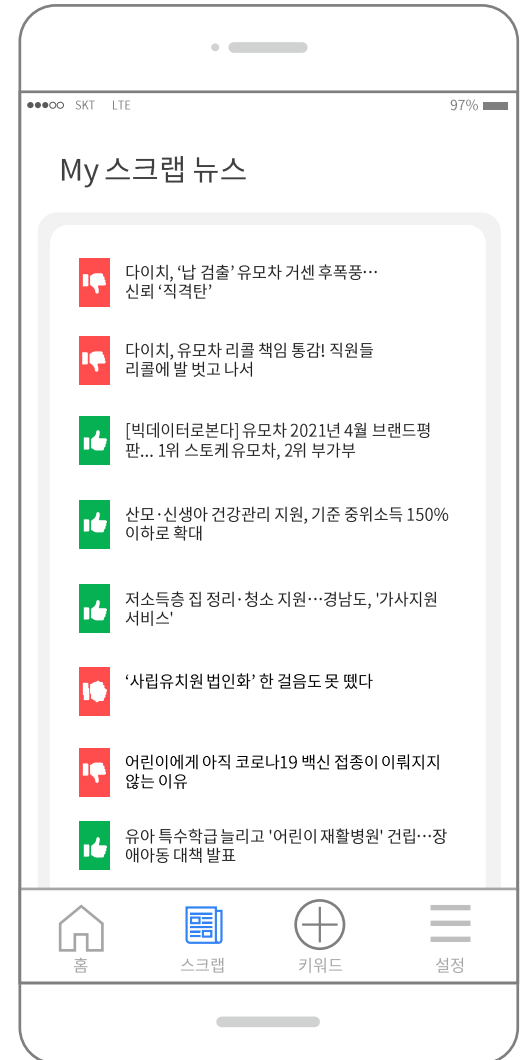 SKT LTE 97%
My 스크랩 뉴스
다이치, ‘납 검출’ 유모차 거센 후폭풍…
신뢰 ‘직격탄’
다이치, 유모차 리콜 책임 통감! 직원들
리콜에 발 벗고 나서
[빅데이터로본다] 유모차 2021년 4월 브랜드평
판... 1위 스토케 유모차, 2위 부가부
산모·신생아 건강관리 지원, 기준 중위소득 150%
이하로 확대
저소득층 집 정리·청소 지원…경남도, '가사지원
서비스'
‘사립유치원 법인화’ 한 걸음도 못 뗐다
어린이에게 아직 코로나19 백신 접종이 이뤄지지
않는 이유
유아 특수학급 늘리고 '어린이 재활병원' 건립…장
애아동 대책 발표
홈 스크랩 키워드 설정